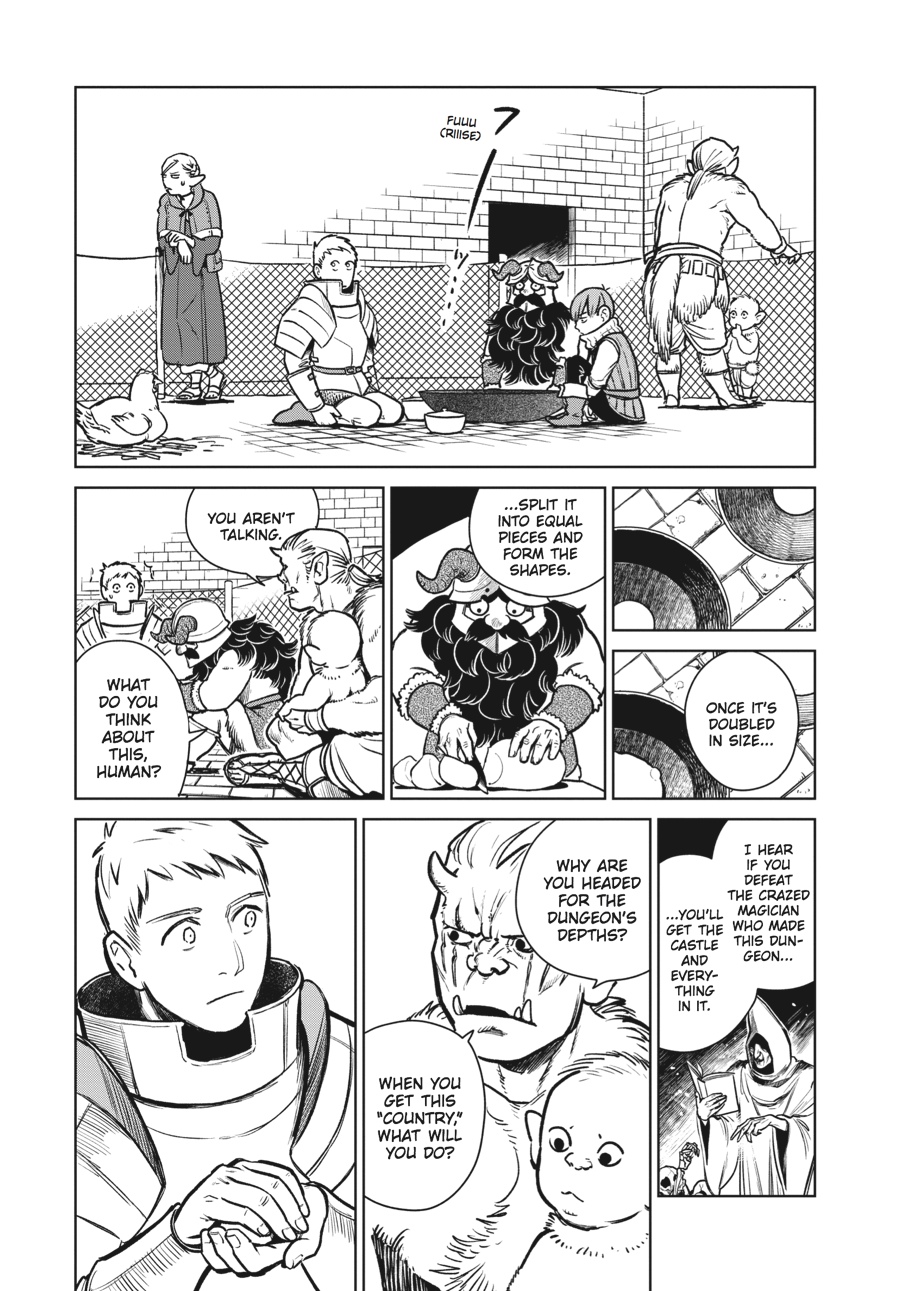 FUUU
(RIIISE)
フーッ
ONCE IT'S
DOUBLED
IN SIZE...
...SPLIT IT
INTO EQUAL
PIECES AND
FORM THE
SHAPES.
YOU AREN'T
TALKING.
WHAT
DO YOU
THINK
ABOUT
THIS,
HUMAN?
I HEAR
IF YOU
DEFEAT
THE CRAZED
MAGICIAN
WHO MADE
THIS DUN-
GEON...
...YOU'LL
GET THE
CASTLE
AND
EVERY-
THING
IN IT.
WHY ARE
YOU HEADED
FOR THE
DUNGEON'S
DEPTHS?
WHEN YOU
GET THIS
"COUNTRY,"
WHAT WILL
YOU DO?